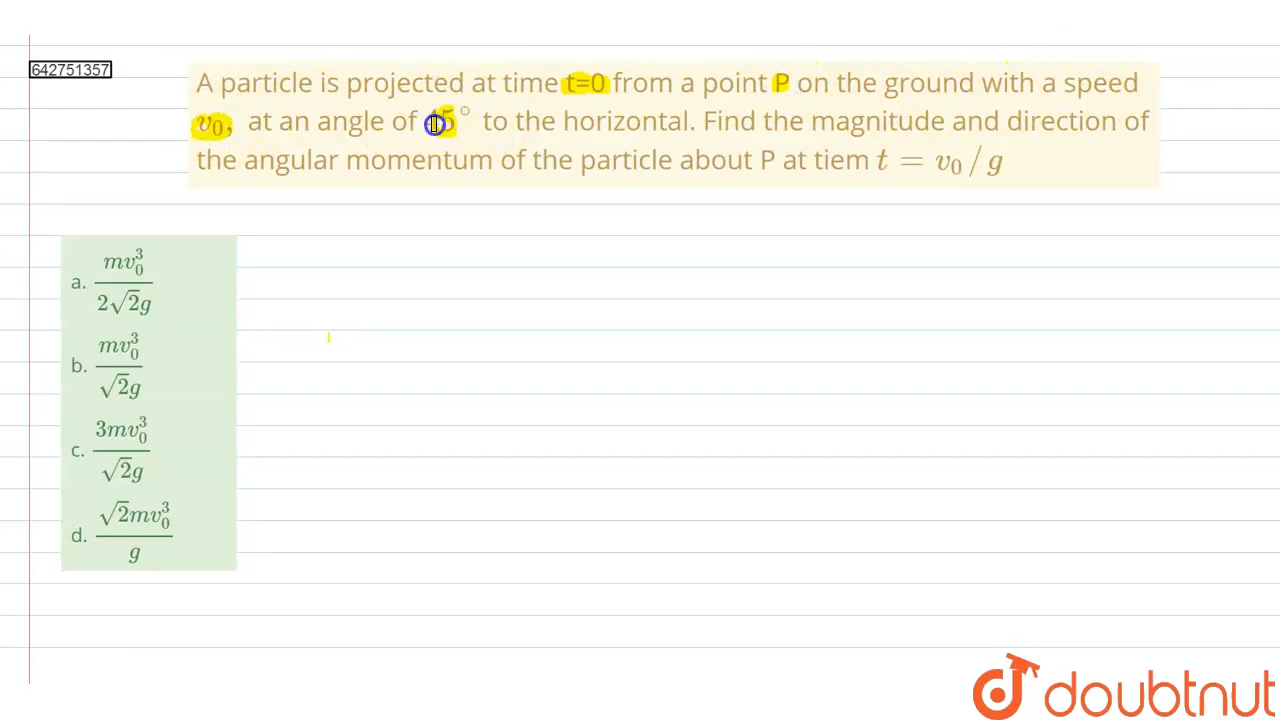 642751357
A particle is projected at time t=0 from a point P on the ground with a speed
v₀, at an angle of 45° to the horizontal. Find the magnitude and direction of
the angular momentum of the particle about P at tiem t = v₀ / g
a. mv₀³ / 2√2g
b. mv₀³ / √2g
c. 3mv₀³ / √2g
d. √2mv₀³ / g
doubtnut